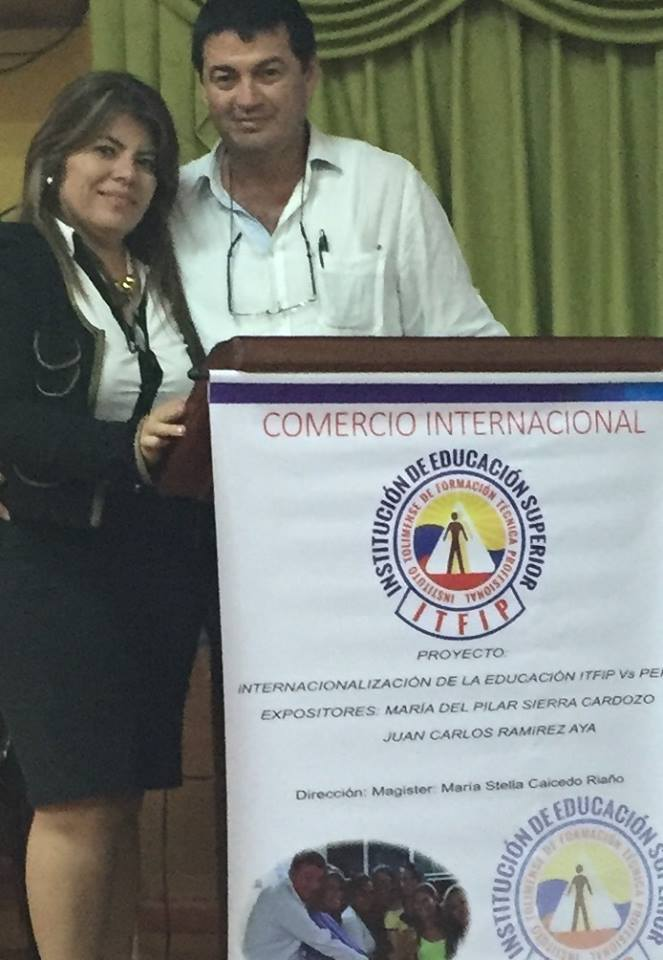 COMERCIO INTERNACIONAL
INSTITUCIÓN DE EDUCACIÓN SUPERIOR
INSTITUTO TOLIMENSE DE FORMACIÓN TÉCNICA PROFESIONAL
ITFIP
PROYECTO:
INTERNACIONALIZACIÓN DE LA EDUCACIÓN ITFIP Vs
EXPOSITORES: MARÍA DEL PILAR SIERRA CARDOZO
JUAN CARLOS RAMIREZ AYA
Dirección: Magister: María Stella Caicedo Riaño
INSTITUCIÓN DE EDUCACIÓN SUPERIOR